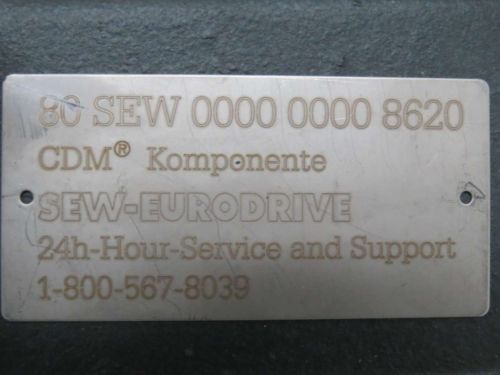 80 SEW 0000 0000 8620
CDM® Komponente
SEW-EURODRIVE
24h-Hour-Service and Support
1-800-567-8039